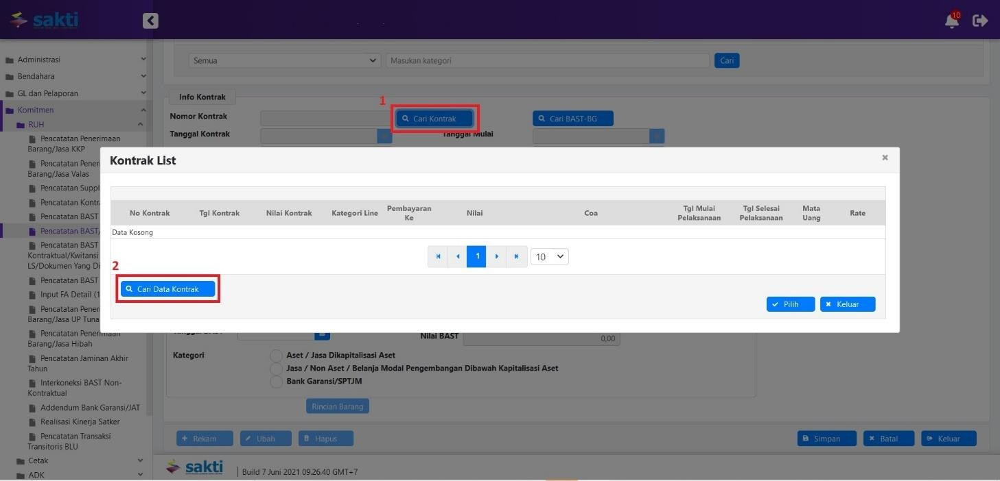 sakti
10
Administrasi
Bendahara
GL dan Pelaporan
Komitmen
RUH
Pencatatan Penerimaan
Barang/Jasa KKP
Pencatatan Pener
Barang/Jasa Valas
Pencatatan Suppl
Pencatatan Kontra
Pencatatan BAST
Pencatatan BAST/
Pencatatan BAST
Kontraktual/Kwitansi
LS/Dokumen Yang Di
Pencatatan BAST
Input FA Detail (1
Pencatatan Penerim
Barang/Jasa UP Tuna
Pencatatan Penerimaan
Barang/Jasa Hibah
Pencatatan Jaminan Akhir
Tahun
Interkoneksi BAST Non-
Kontraktual
Addendum Bank Garansi/JAT
Realisasi Kinerja Satker
Pencatatan Transaksi
Transitoris BLU
Cetak
ADK
Semua Masukan kategori Cari
Info Kontrak
1
Nomor Kontrak Cari Kontrak Cari BAST-BG
Tanggal Kontrak Tanggal Mulai
Kontrak List
No Kontrak Tgl Kontrak Nilai Kontrak Kategori Line Pembayaran Ke Nilai Coa Tgl Mulai Pelaksanaan Tgl Selesai Pelaksanaan Mata Uang Rate
Data Kosong
1 10
2
Cari Data Kontrak
Pilih Keluar
Nilai BAST 0,00
Kategori Aset / Jasa Dikapitalisasi Aset
Jasa / Non Aset / Belanja Modal Pengembangan Dibawah Kapitalisasi Aset
Bank Garansi/SPTJM
Rincian Barang
Rekam Ubah Hapus Simpan Batal Keluar
sakti | Build 7 Juni 2021 09.26.40 GMT+7